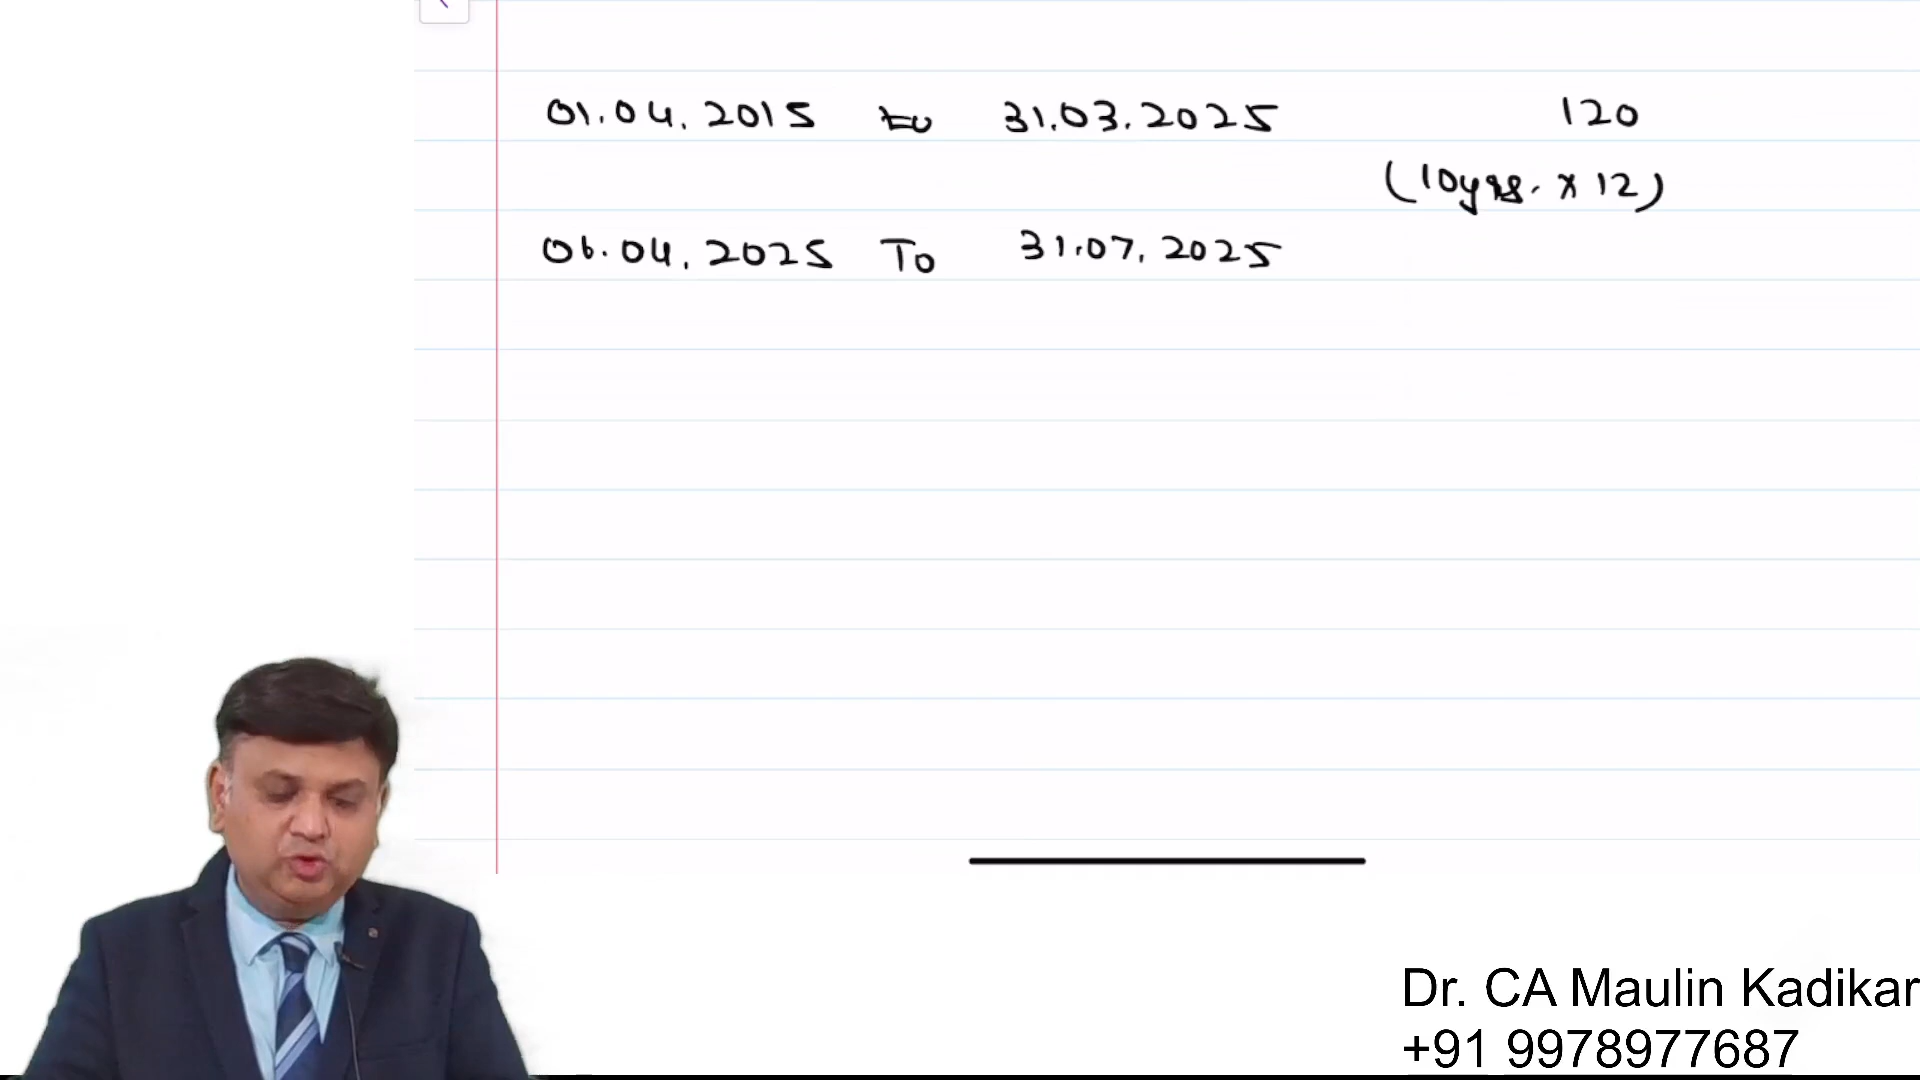 01.04.2015 to 31.03.2025 120
(10yrs. x 12)
06.04.2025 To 31.07.2025
Dr. CA Maulin Kadikar
+91 9978977687